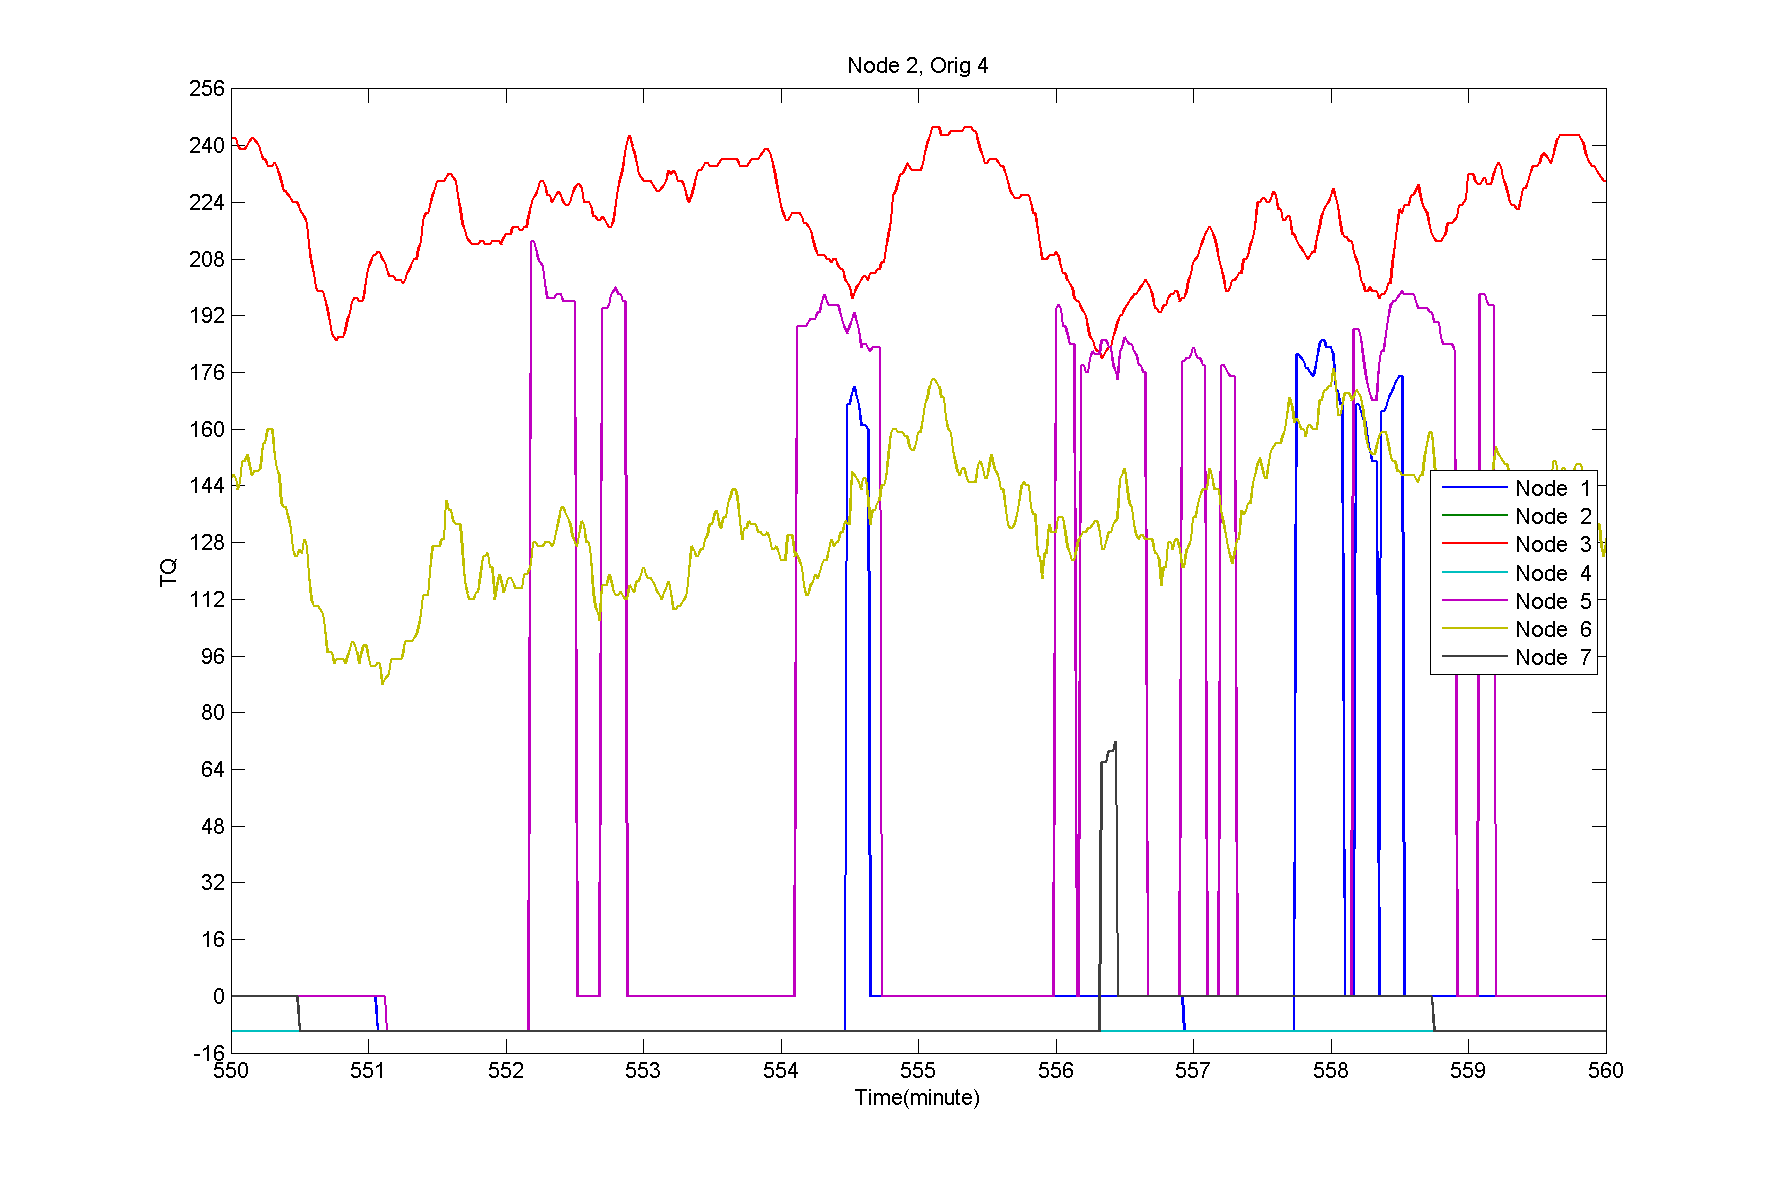 Node 2, Orig 4
256
240
224
208
192
176
160
144
128
112
96
80
64
48
32
16
0
-16
TQ
Node 1
Node 2
Node 3
Node 4
Node 5
Node 6
Node 7
550 551 552 553 554 555 556 557 558 559 560
Time(minute)